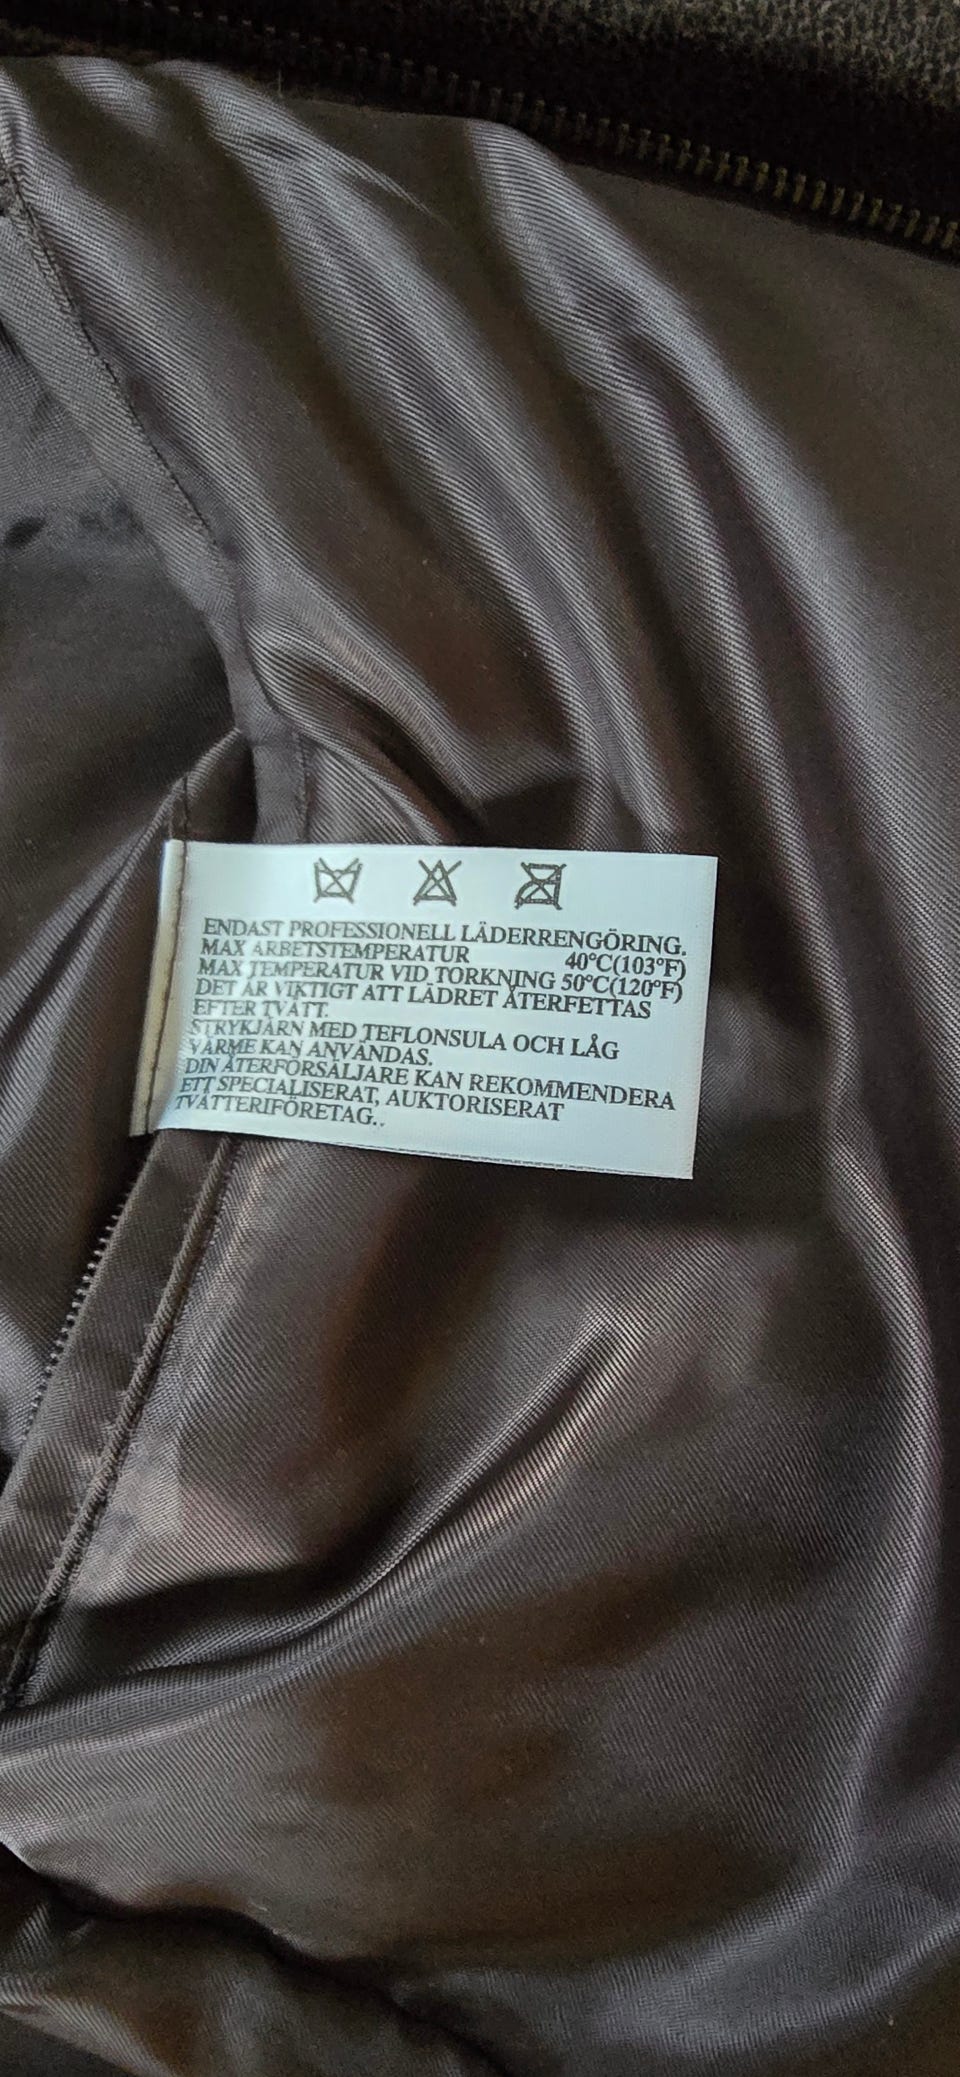 ENDAST PROFESSIONELL LÄDERRENGÖRING.
MAX ARBETSTEMPERATUR 40°C(103°F)
MAX TEMPERATUR VID TORKNING 50°C(120°F)
DET ÄR VIKTIGT ATT LÄDRET ÅTERFETTAS
EFTER TVÄTT.
STRYKJÄRN MED TEFLONSULA OCH LÅG
VÄRME KAN ANVÄNDAS.
DIN ÅTERFÖRSÄLJARE KAN REKOMMENDERA
ETT SPECIALISERAT, AUKTORISERAT
TVÄTTERIFÖRETAG..